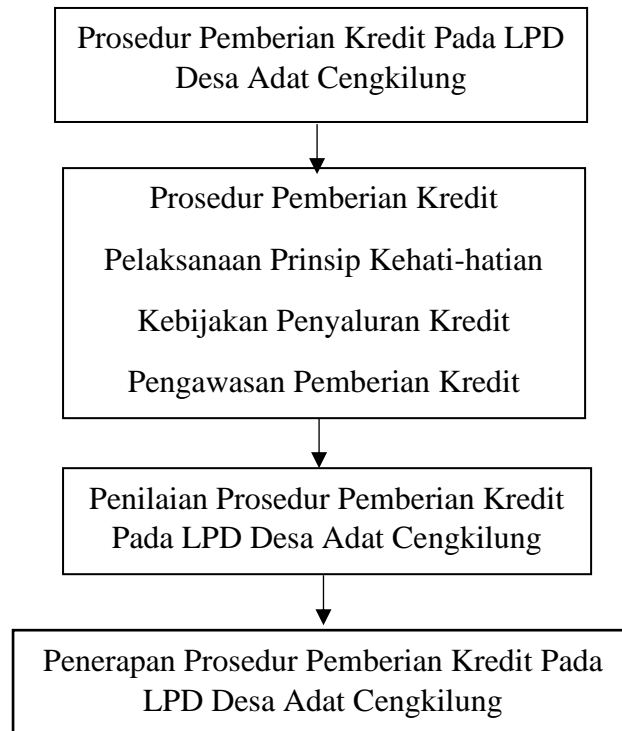 Prosedur Pemberian Kredit Pada LPD
Desa Adat Cengkilung
Prosedur Pemberian Kredit
Pelaksanaan Prinsip Kehati-hatian
Kebijakan Penyaluran Kredit
Pengawasan Pemberian Kredit
Penilaian Prosedur Pemberian Kredit
Pada LPD Desa Adat Cengkilung
Penerapan Prosedur Pemberian Kredit Pada
LPD Desa Adat Cengkilung